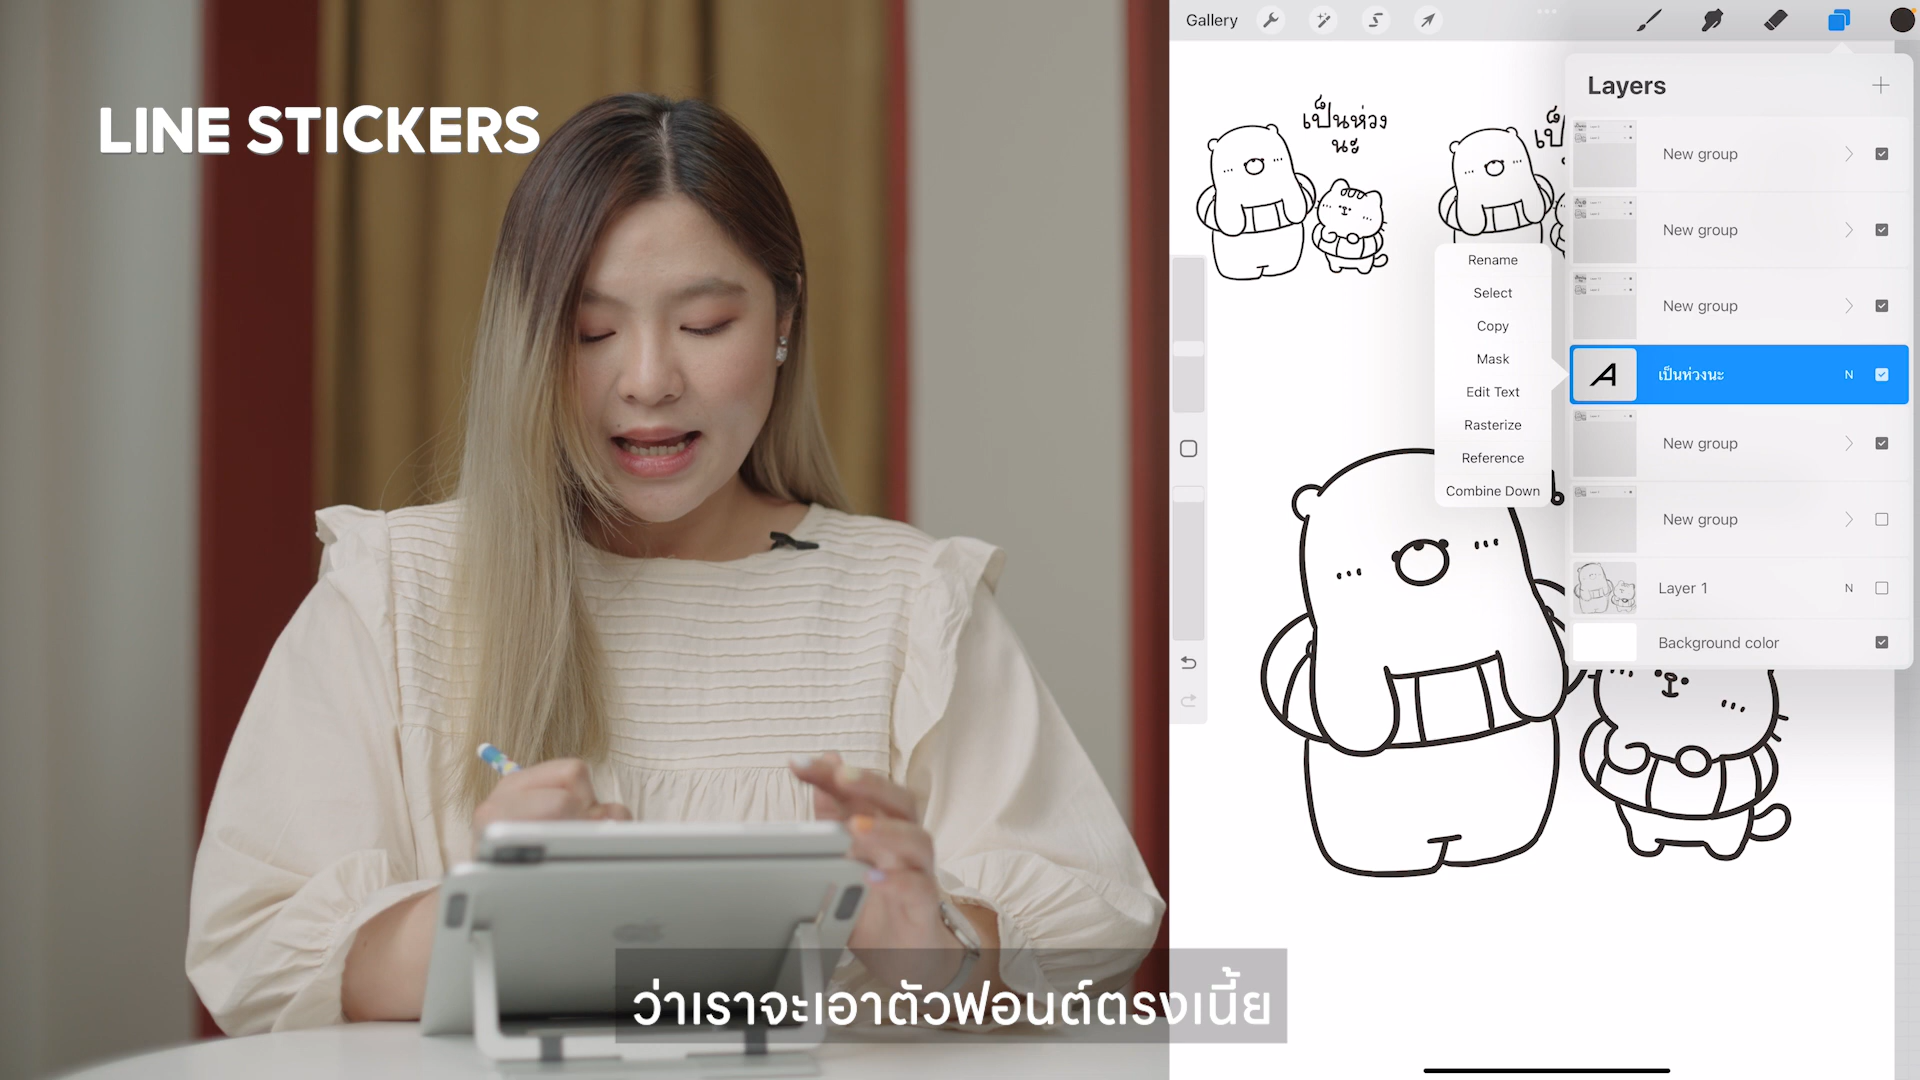 LINE STICKERS
Gallery
เป็นห่วง
นะ
Layers
New group
New group
New group
เป็นห่วงนะ
N
New group
New group
Layer 1
N
Background color
Rename
Select
Copy
Mask
Edit Text
Rasterize
Reference
Combine Down
ว่าเราจะเอาตัวฟอนต์ตรงเนี้ย